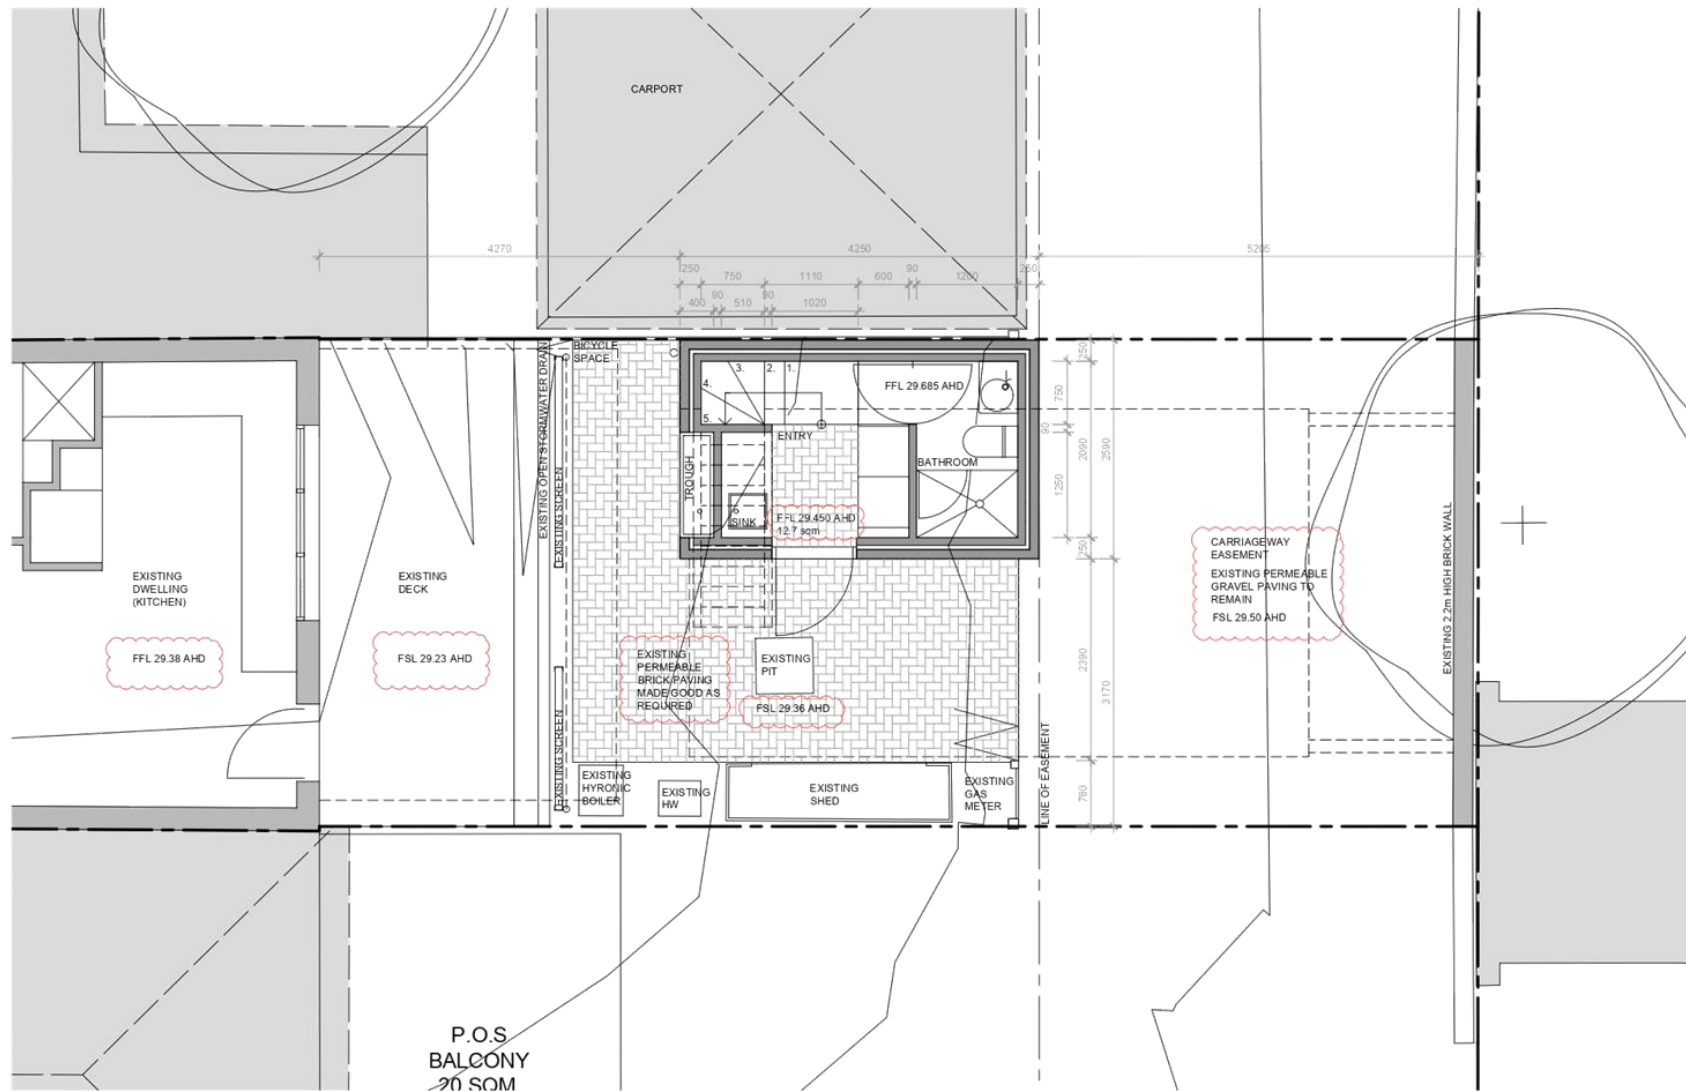 CARPORT
4270
4250
5205
250
750
1110
600
90
1200
250
400
90
510
90
1020
BICYCLE
SPACE
EXISTING OPEN STORMWATER DRAIN
EXISTING SCREEN
3.
2.
1.
4.
5.
FFL 29.685 AHD
ENTRY
TROUGH
BATHROOM
SINK
FFL 29.450 AHD
12.7 sqm
250
750
90
2090
2590
1250
250
2390
3170
780
EXISTING
DWELLING
(KITCHEN)
FFL 29.38 AHD
EXISTING
DECK
FSL 29.23 AHD
EXISTING
PERMEABLE
BRICK PAVING
MADE GOOD AS
REQUIRED
EXISTING
PIT
FSL 29.36 AHD
CARRIAGEWAY
EASEMENT
EXISTING PERMEABLE
GRAVEL PAVING TO
REMAIN
FSL 29.50 AHD
EXISTING 2.2m HIGH BRICK WALL
EXISTING SCREEN
EXISTING
HYRONIC
BOILER
EXISTING
HW
EXISTING
SHED
EXISTING
GAS
METER
LINE OF EASEMENT
P.O.S
BALCONY
20 SQM